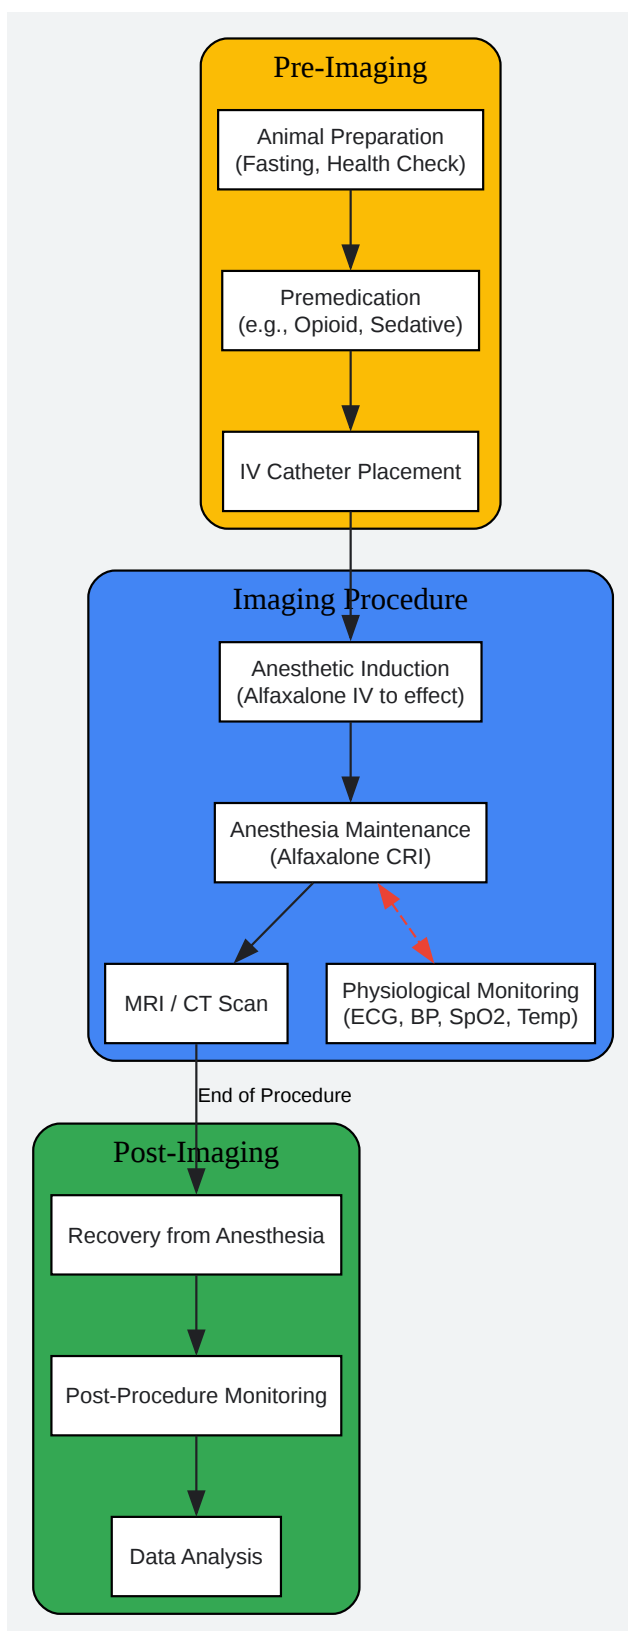 Pre-Imaging
Animal Preparation
(Fasting, Health Check)
Premedication
(e.g., Opioid, Sedative)
IV Catheter Placement
Imaging Procedure
Anesthetic Induction
(Alfaxalone IV to effect)
Anesthesia Maintenance
(Alfaxalone CRI)
MRI / CT Scan
Physiological Monitoring
(ECG, BP, SpO2, Temp)
End of Procedure
Post-Imaging
Recovery from Anesthesia
Post-Procedure Monitoring
Data Analysis